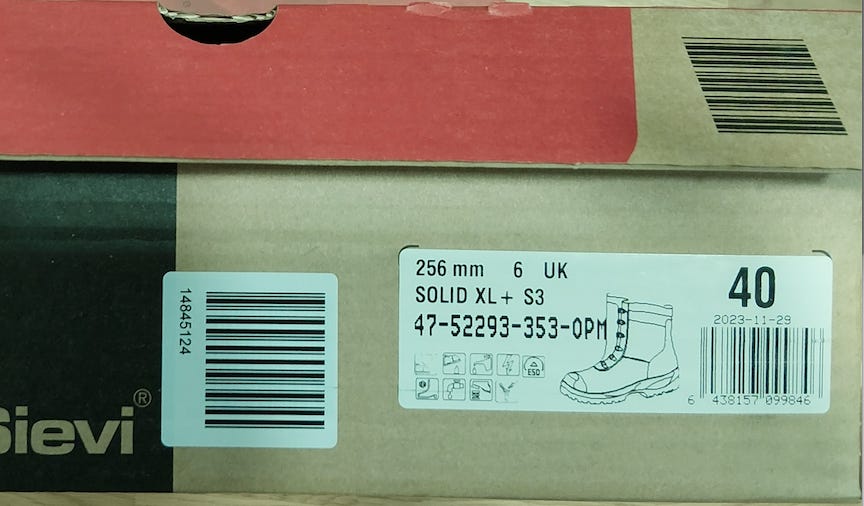 256 mm 6 UK
SOLID XL+ S3
47-52293-353-0PM
ESD
40
2023-11-29
6 438157 099846
14845124
Sievi®